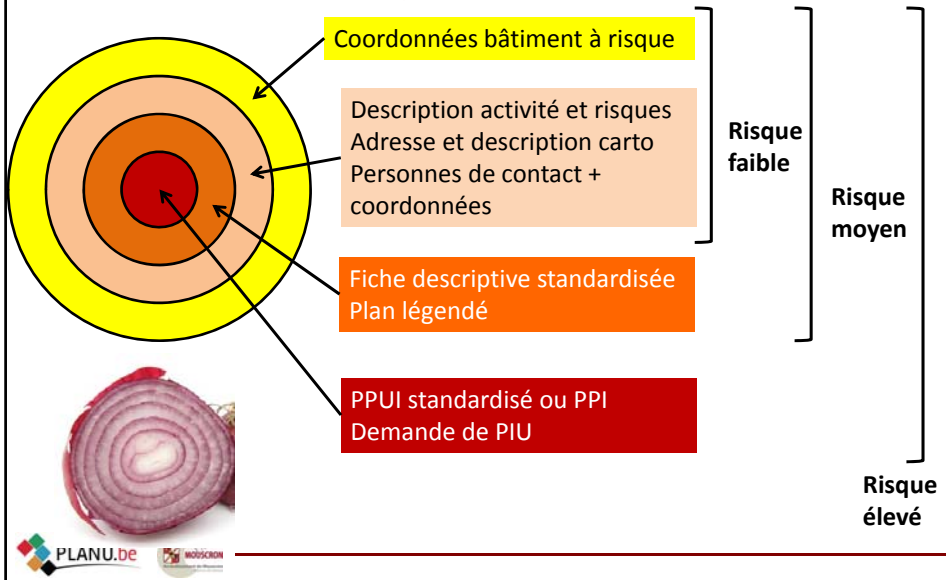 Coordonnées bâtiment à risque
Description activité et risques
Adresse et description carto
Personnes de contact +
coordonnées
Risque
faible
Risque
moyen
Fiche descriptive standardisée
Plan légendé
PPUI standardisé ou PPI
Demande de PIU
Risque
élevé
PLANU.be
MOUSCRON